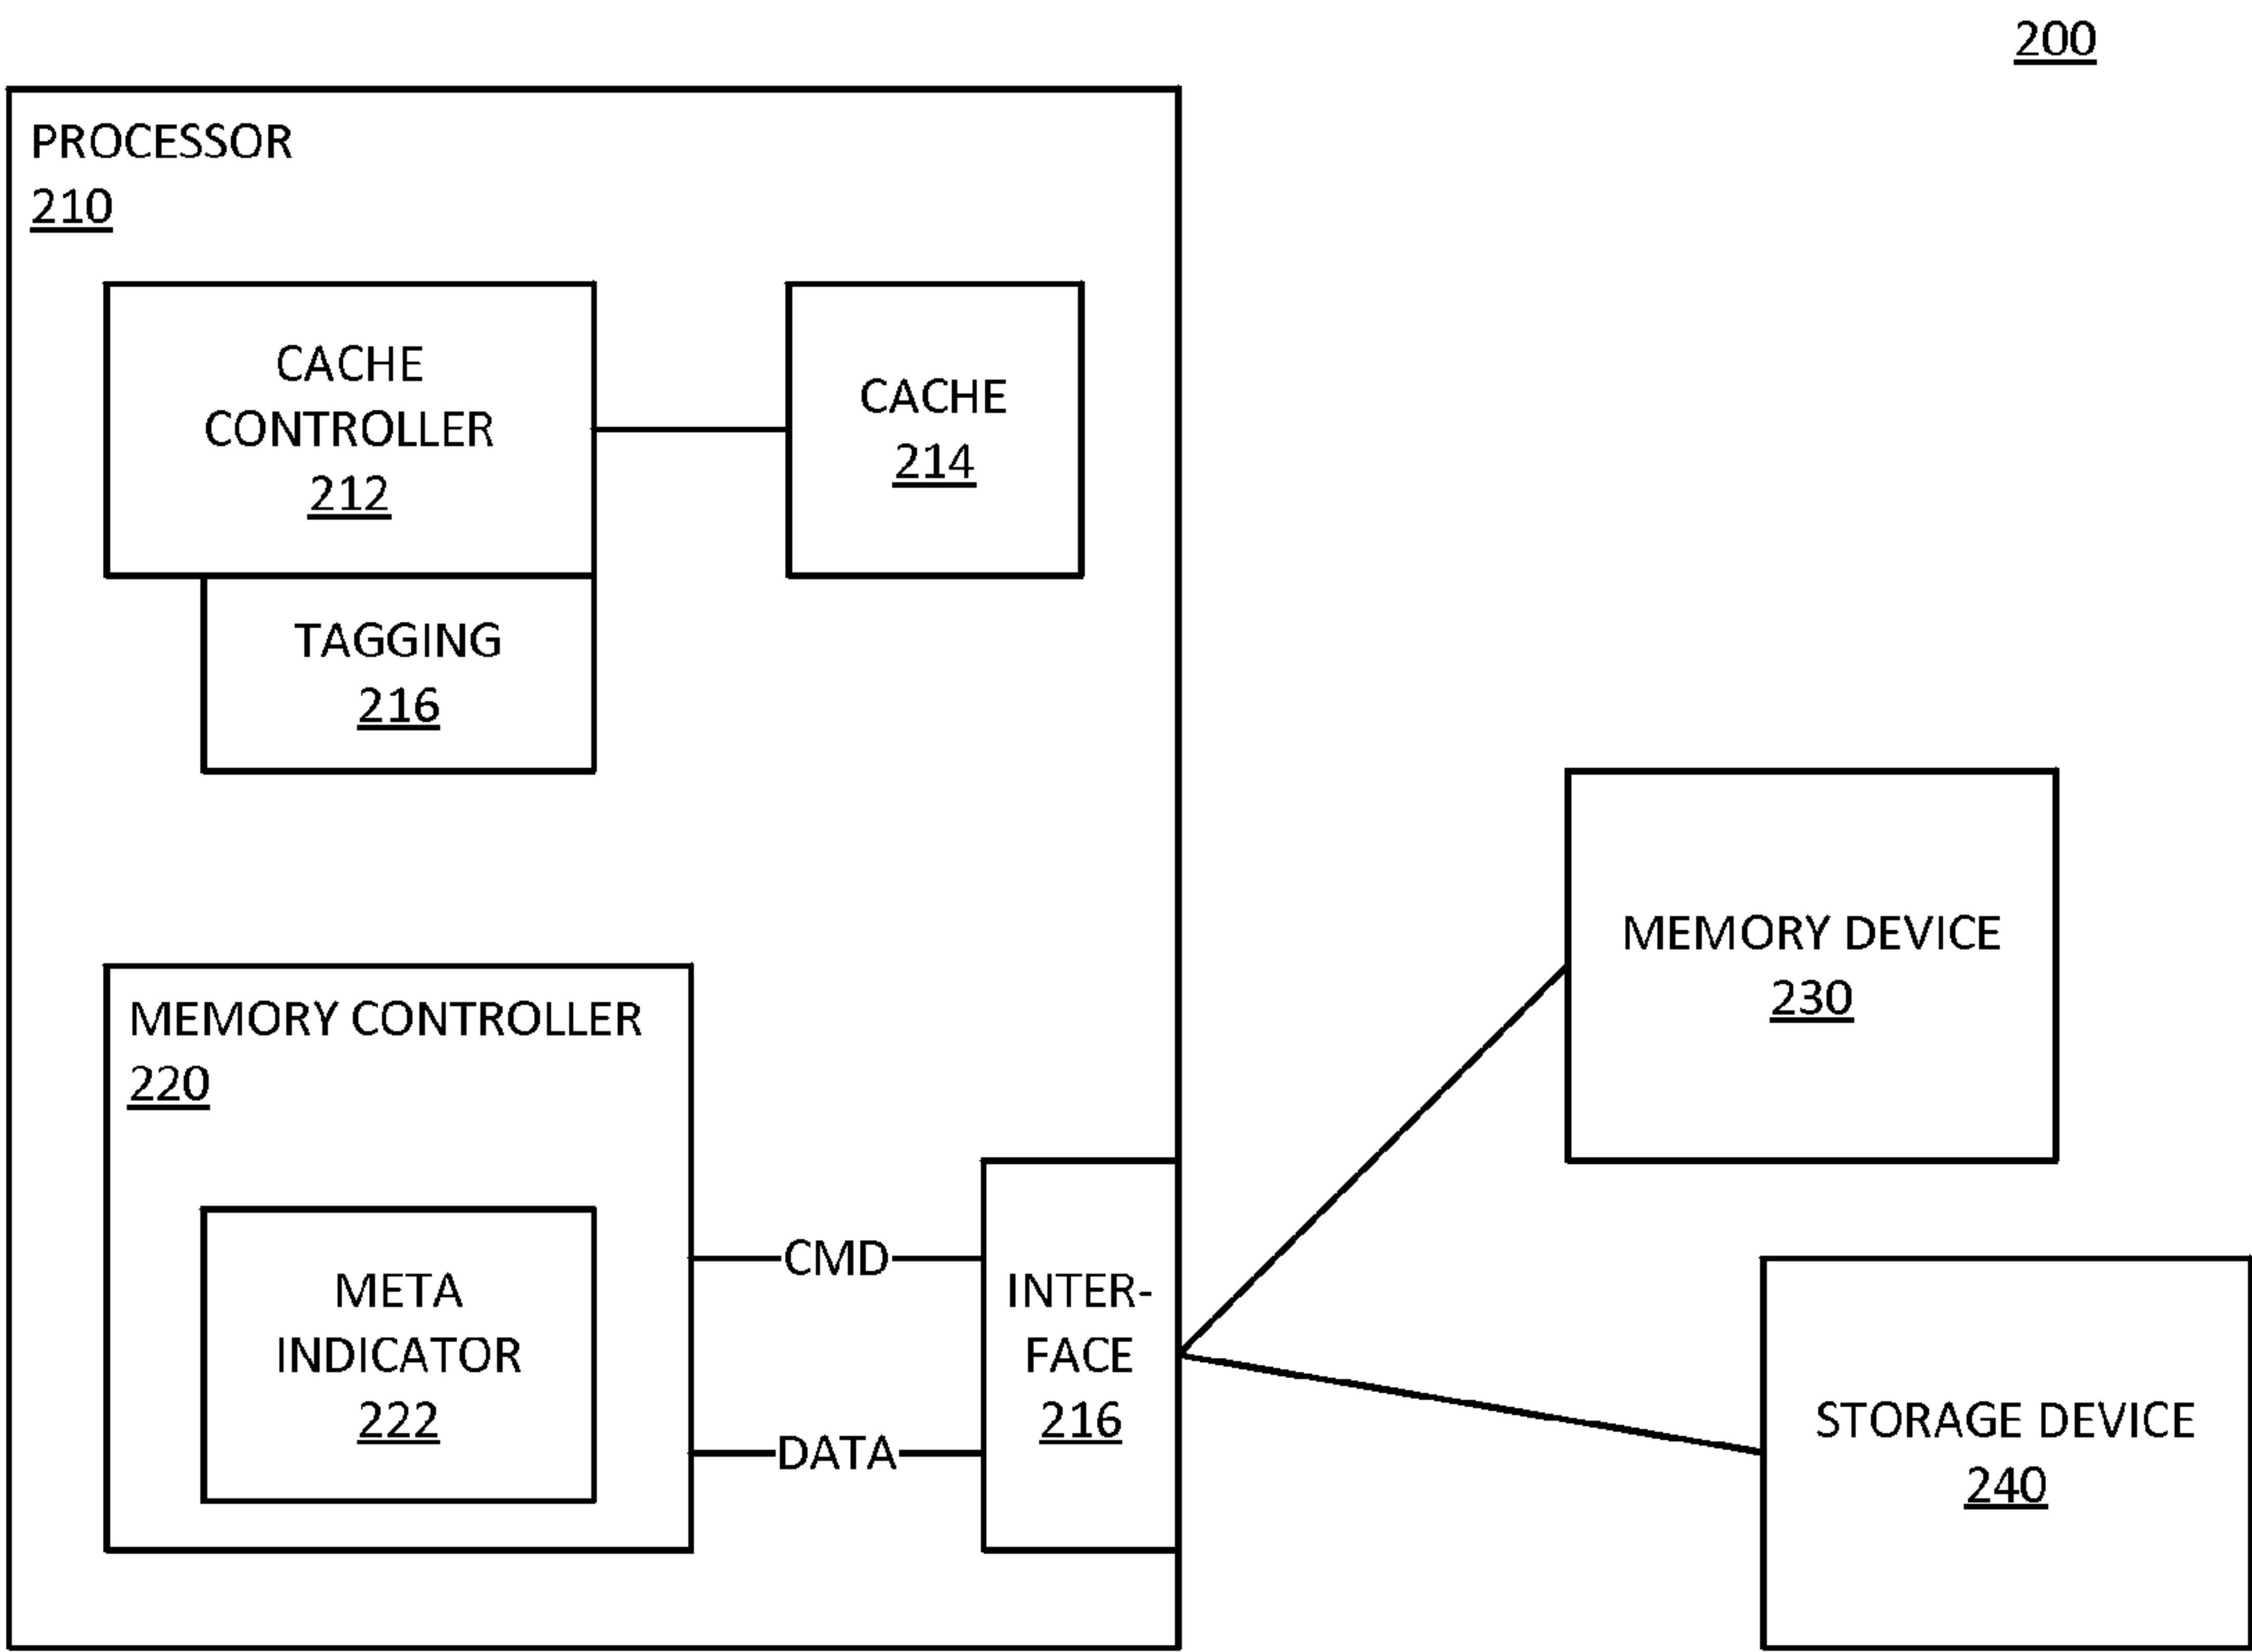 200
PROCESSOR
210
CACHE
CONTROLLER
212
CACHE
214
TAGGING
216
MEMORY CONTROLLER
220
META
INDICATOR
222
CMD
DATA
INTER-
FACE
216
MEMORY DEVICE
230
STORAGE DEVICE
240